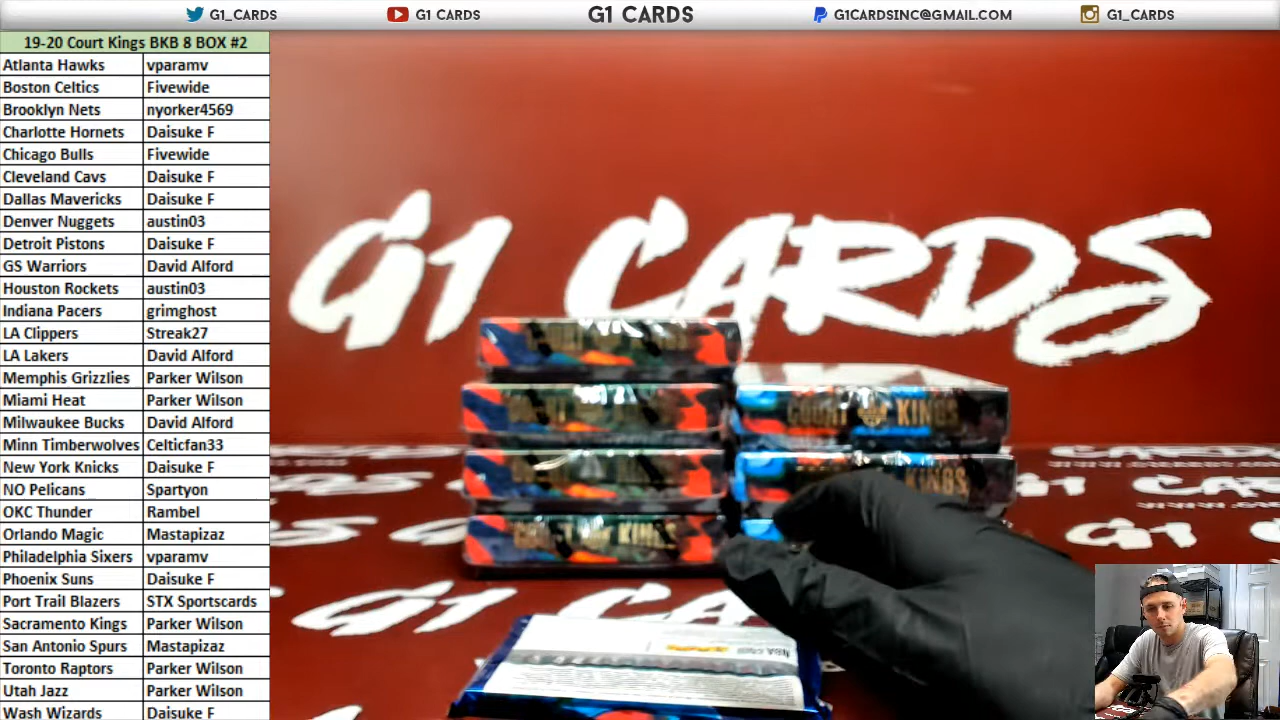 G1_CARDS G1 CARDS G1 CARDS G1CARDSINC@GMAIL.COM G1_CARDS
19-20 Court Kings BKB 8 BOX #2
Atlanta Hawks vparamv
Boston Celtics Fivewide
Brooklyn Nets nyorker4569
Charlotte Hornets Daisuke F
Chicago Bulls Fivewide
Cleveland Cavs Daisuke F
Dallas Mavericks Daisuke F
Denver Nuggets austin03
Detroit Pistons Daisuke F
GS Warriors David Alford
Houston Rockets austin03
Indiana Pacers grimghost
LA Clippers Streak27
LA Lakers David Alford
Memphis Grizzlies Parker Wilson
Miami Heat Parker Wilson
Milwaukee Bucks David Alford
Minn Timberwolves Celticfan33
New York Knicks Daisuke F
NO Pelicans Spartyon
OKC Thunder Rambel
Orlando Magic Mastapizaz
Philadelphia Sixers vparamv
Phoenix Suns Daisuke F
Port Trail Blazers STX Sportscards
Sacramento Kings Parker Wilson
San Antonio Spurs Mastapizaz
Toronto Raptors Parker Wilson
Utah Jazz Parker Wilson
Wash Wizards Daisuke F
G1 CARDS
COURT KINGS
KINGS
COURT KINGS
G1 CARDS